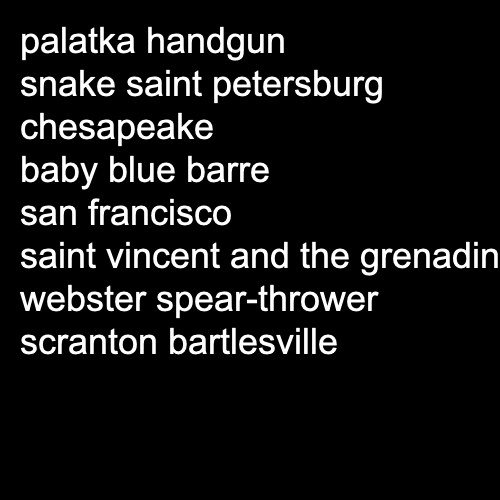 palatka handgun
snake saint petersburg
chesapeake
baby blue barre
san francisco
saint vincent and the grenadin
webster spear-thrower
scranton bartlesville